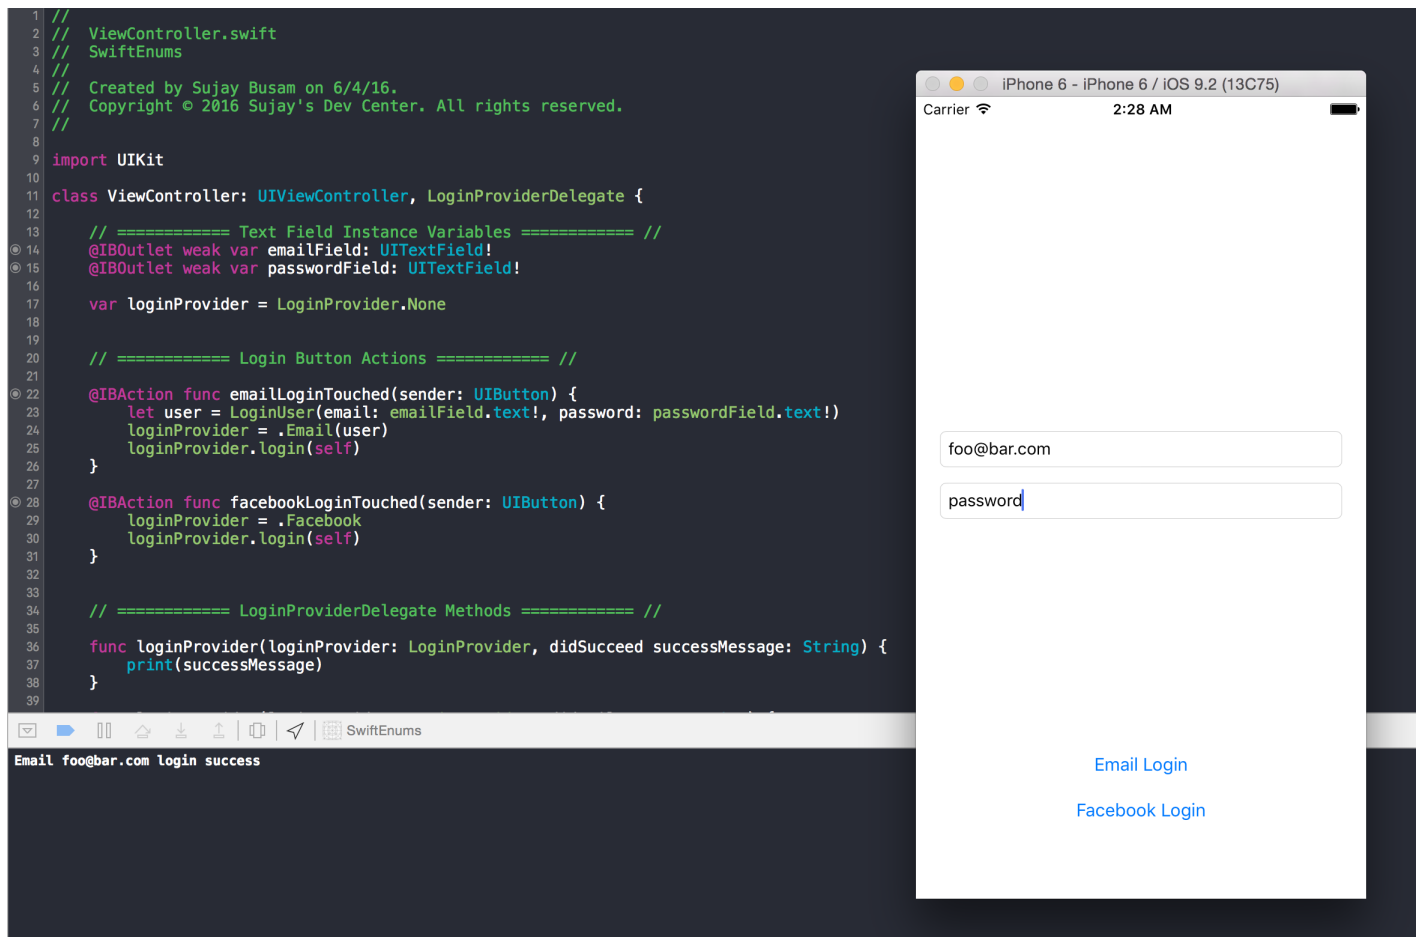 1 //
2 //  ViewController.swift
3 //  SwiftEnums
4 //
5 //  Created by Sujay Busam on 6/4/16.
6 //  Copyright © 2016 Sujay's Dev Center. All rights reserved.
7 //
8
9 import UIKit
10
11 class ViewController: UIViewController, LoginProviderDelegate {
12
13     // ============ Text Field Instance Variables ============ //
14     @IBOutlet weak var emailField: UITextField!
15     @IBOutlet weak var passwordField: UITextField!
16
17     var loginProvider = LoginProvider.None
18
19
20     // ============ Login Button Actions ============ //
21
22     @IBAction func emailLoginTouched(sender: UIButton) {
23         let user = LoginUser(email: emailField.text!, password: passwordField.text!)
24         loginProvider = .Email(user)
25         loginProvider.login(self)
26     }
27
28     @IBAction func facebookLoginTouched(sender: UIButton) {
29         loginProvider = .Facebook
30         loginProvider.login(self)
31     }
32
33
34     // ============ LoginProviderDelegate Methods ============ //
35
36     func loginProvider(loginProvider: LoginProvider, didSucceed successMessage: String) {
37         print(successMessage)
38     }
39
SwiftEnums
Email foo@bar.com login success
iPhone 6 - iPhone 6 / iOS 9.2 (13C75)
Carrier 2:28 AM
foo@bar.com
password
Email Login
Facebook Login